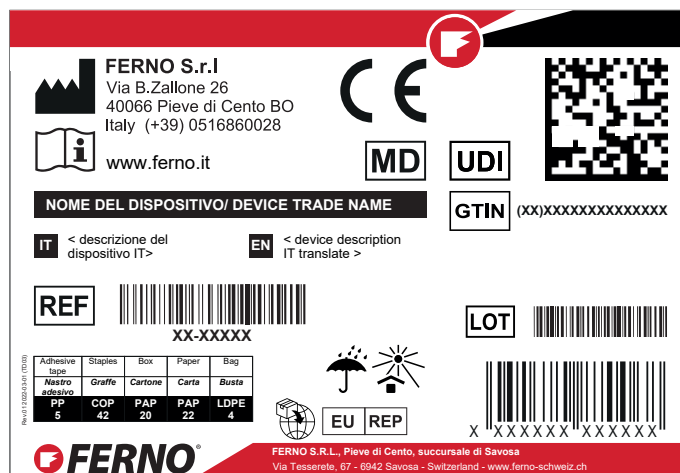 FERNO S.r.l
Via B.Zallone 26
40066 Pieve di Cento BO
Italy (+39) 0516860028
i
www.ferno.it
CE
MD
UDI
NOME DEL DISPOSITIVO/ DEVICE TRADE NAME
GTIN
(XX)XXXXXXXXXXXXXX
IT
< descrizione del
dispositivo IT>
EN
< device description
IT translate >
REF
XX-XXXXX
LOT
Adhesive tape Staples Box Paper Bag
Nastro adesivo Graffe Cartone Carta Busta
PP 5 COP 42 PAP 20 PAP 22 LDPE 4
EU REP
X XXXXXX XXXXXX
FERNO®
FERNO S.R.L., Pieve di Cento, succursale di Savosa
Via Tesserete, 67 - 6942 Savosa - Switzerland - www.ferno-schweiz.ch